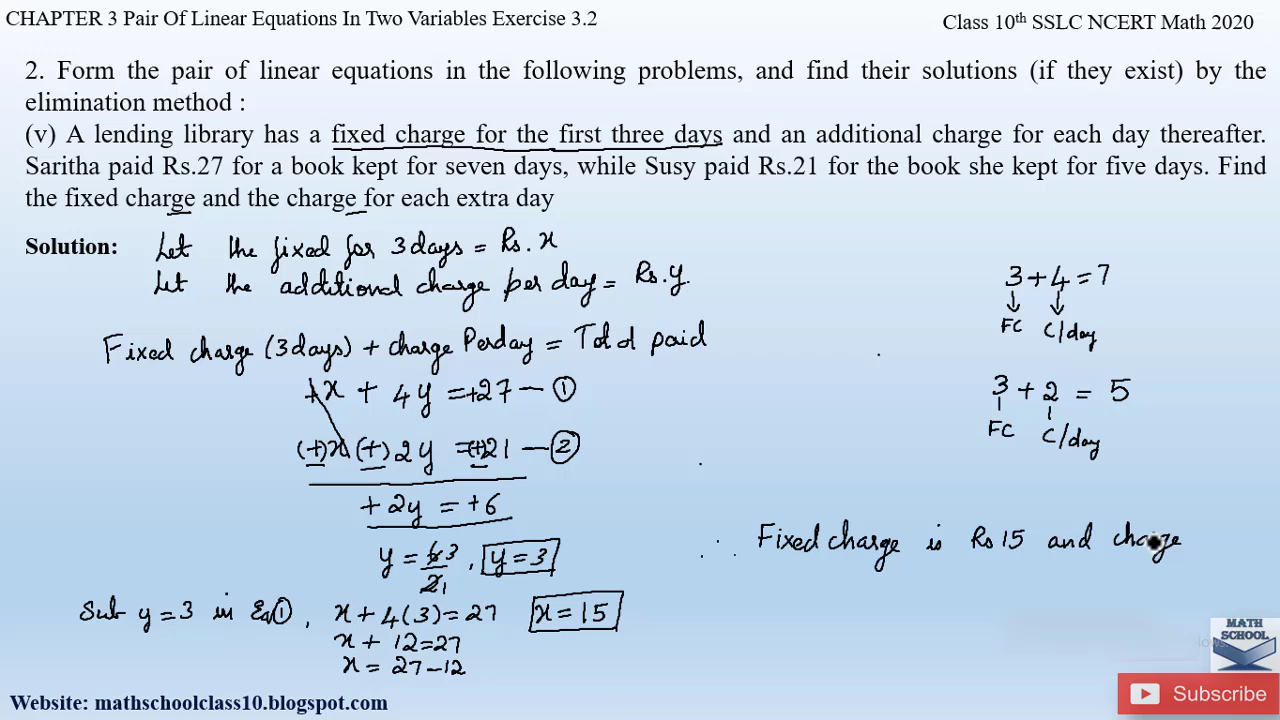 CHAPTER 3 Pair Of Linear Equations In Two Variables Exercise 3.2
Class 10th SSLC NCERT Math 2020
2. Form the pair of linear equations in the following problems, and find their solutions (if they exist) by the
elimination method :
(v) A lending library has a fixed charge for the first three days and an additional charge for each day thereafter.
Saritha paid Rs.27 for a book kept for seven days, while Susy paid Rs.21 for the book she kept for five days. Find
the fixed charge and the charge for each extra day
Solution: Let the fixed for 3 days = Rs. x
Let the additional charge per day = Rs. y.
Fixed charge (3 days) + charge Per day = Total paid
+x + 4y = +27 – ①
(+)x (+) 2y = (+)21 – ②
+ 2y = +6
y = 6 3 / 2 1 , y = 3
Sub y = 3 in Eq ①, x + 4(3) = 27 x = 15
x + 12 = 27
x = 27 – 12
3 + 4 = 7
FC C/day
3 + 2 = 5
FC C/day
∴ Fixed charge is Rs 15 and charge
MATH
SCHOOL
Subscribe
Website: mathschoolclass10.blogspot.com